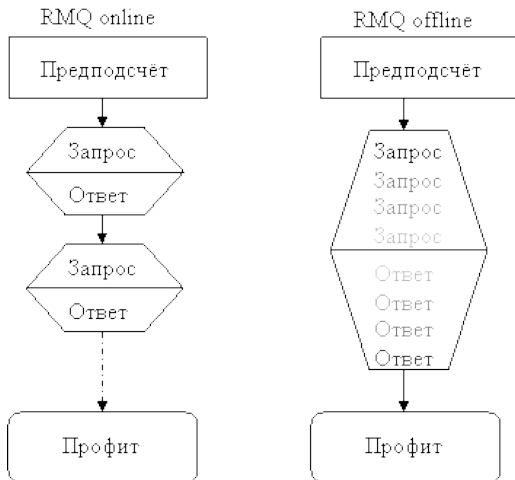 RMQ online
Предподсчёт
Запрос
Ответ
Запрос
Ответ
Профит
RMQ offline
Предподсчёт
Запрос
Запрос
Запрос
Запрос
Ответ
Ответ
Ответ
Ответ
Профит